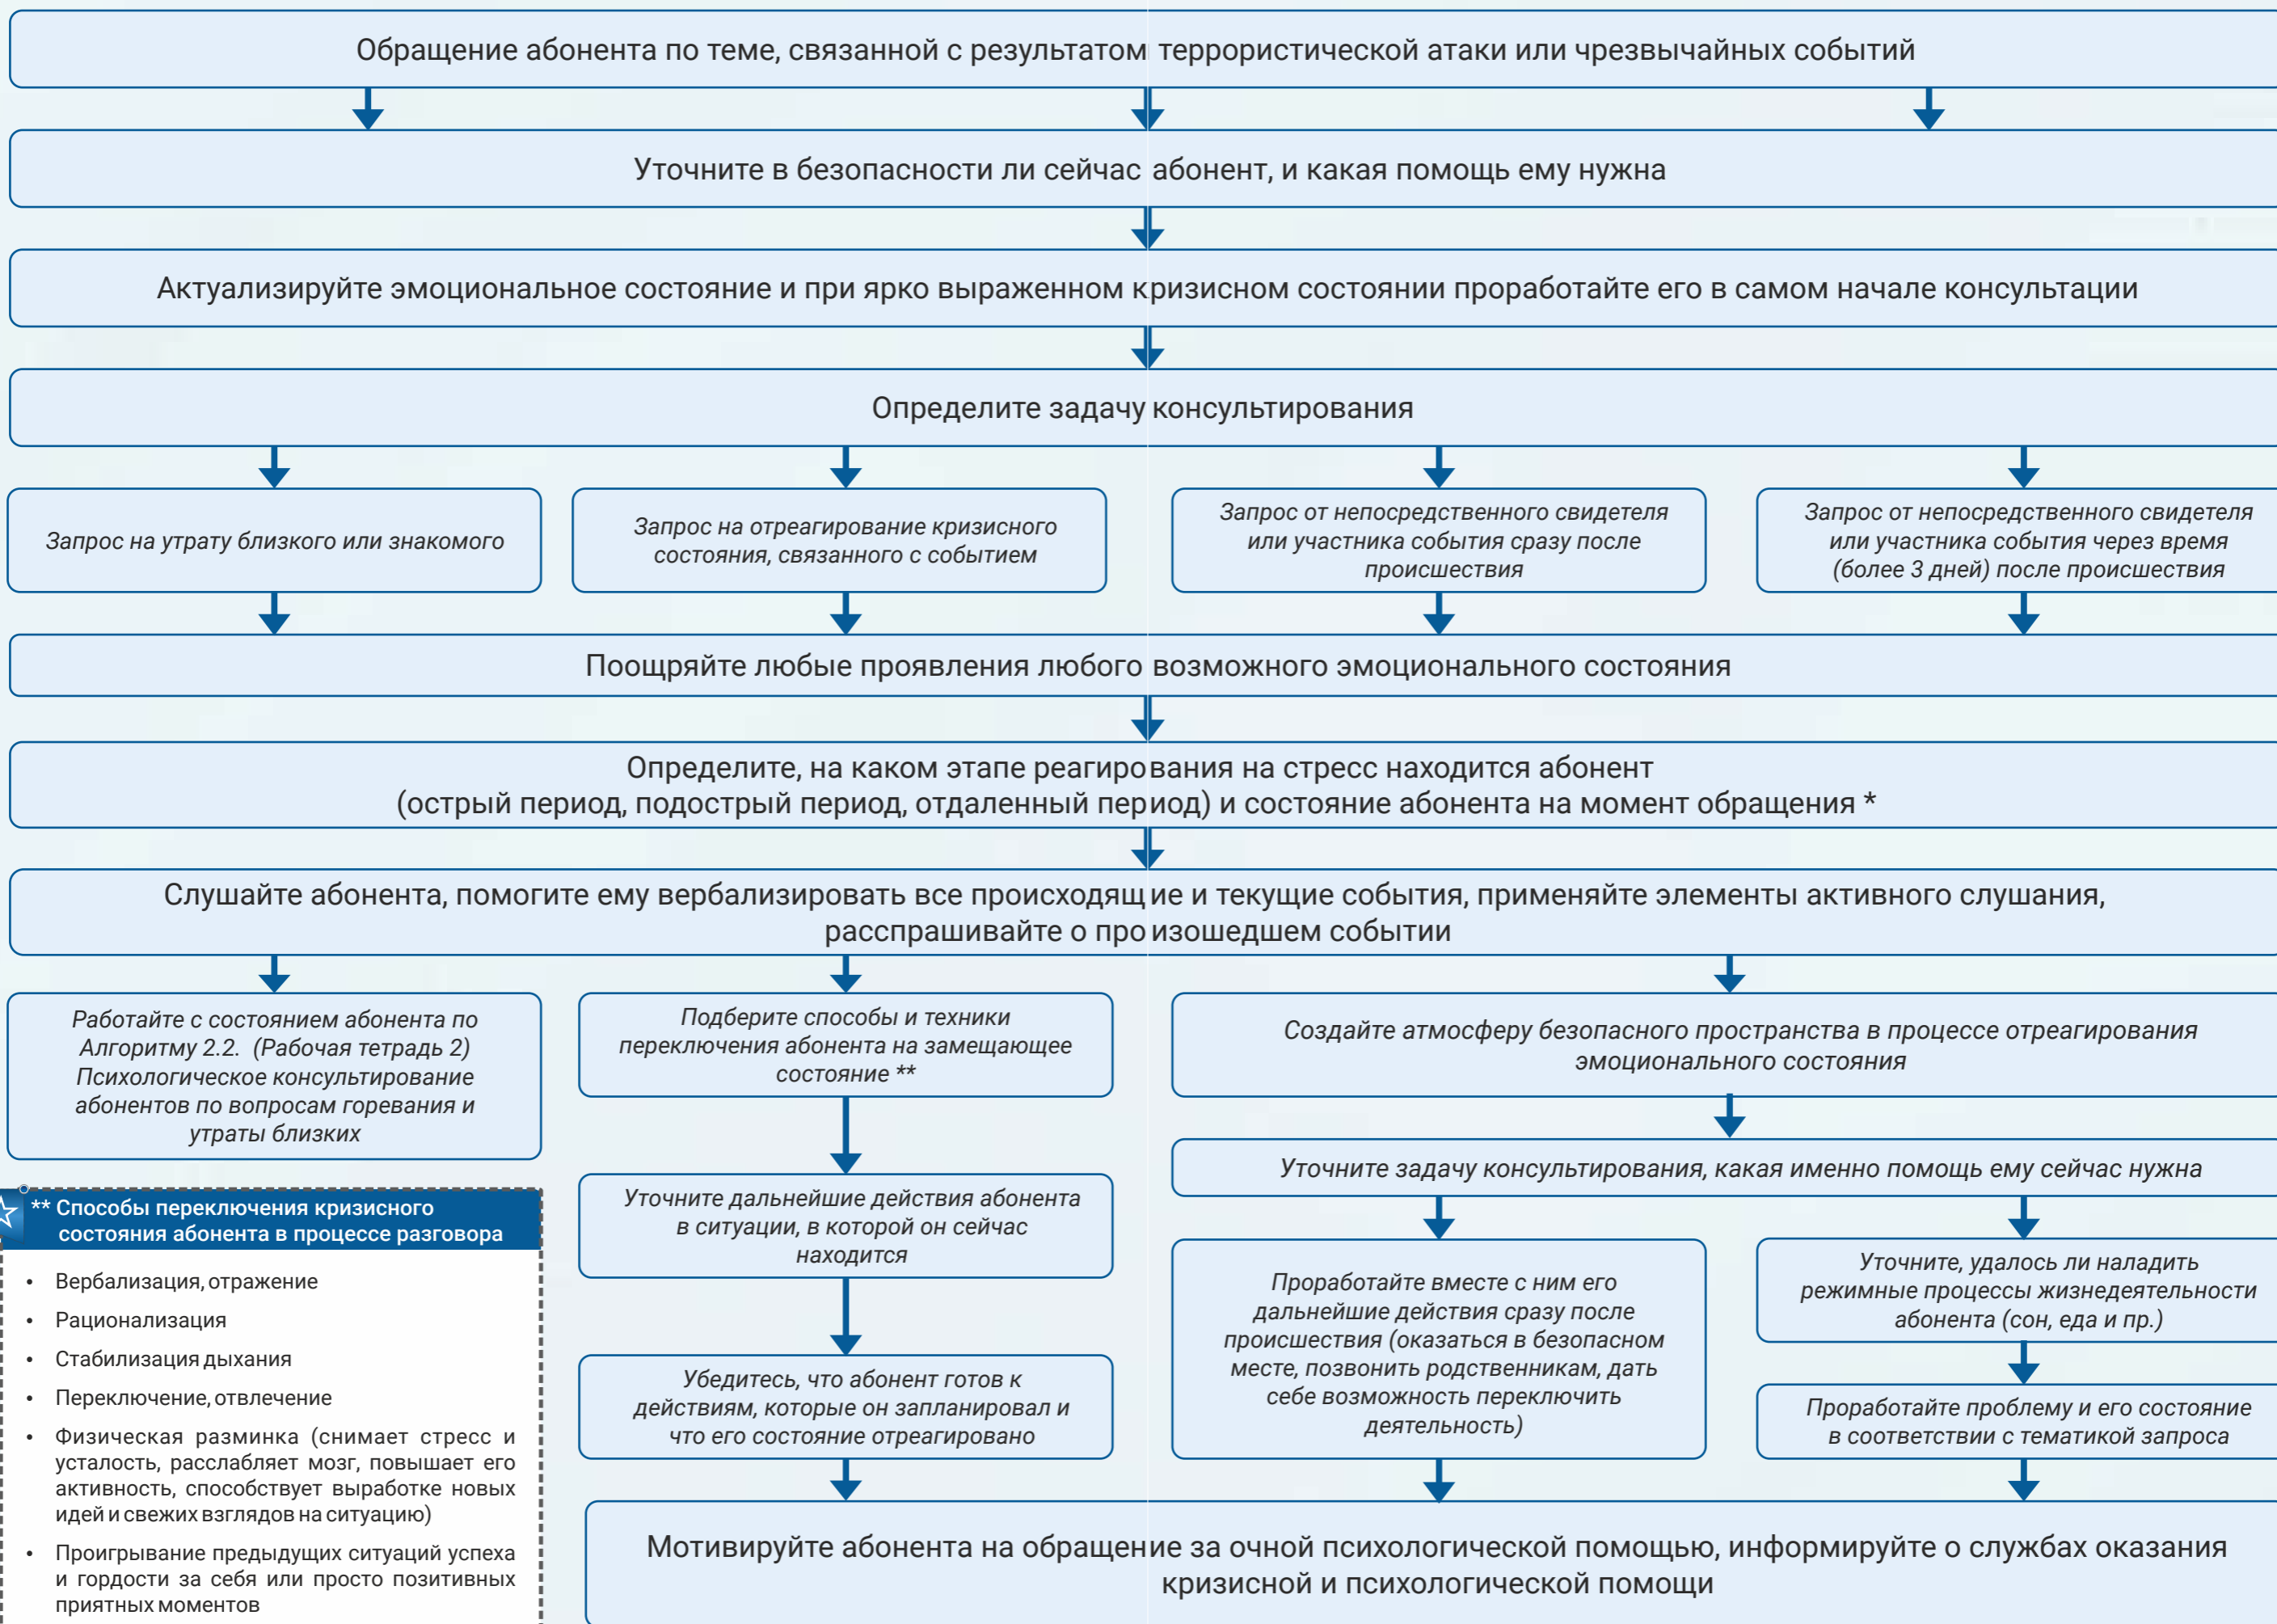 Обращение абонента по теме, связанной с результатом террористической атаки или чрезвычайных событий
Уточните в безопасности ли сейчас абонент, и какая помощь ему нужна
Актуализируйте эмоциональное состояние и при ярко выраженном кризисном состоянии проработайте его в самом начале консультации
Определите задачу консультирования
Запрос на утрату близкого или знакомого
Запрос на отреагирование кризисного
состояния, связанного с событием
Запрос от непосредственного свидетеля
или участника события сразу после
происшествия
Запрос от непосредственного свидетеля
или участника события через время
(более 3 дней) после происшествия
Поощряйте любые проявления любого возможного эмоционального состояния
Определите, на каком этапе реагирования на стресс находится абонент
(острый период, подострый период, отдаленный период) и состояние абонента на момент обращения *
Слушайте абонента, помогите ему вербализировать все происходящие и текущие события, применяйте элементы активного слушания,
расспрашивайте о произошедшем событии
Работайте с состоянием абонента по
Алгоритму 2.2. (Рабочая тетрадь 2)
Психологическое консультирование
абонентов по вопросам горевания и
утраты близких
** Способы переключения кризисного
состояния абонента в процессе разговора
• Вербализация, отражение
• Рационализация
• Стабилизация дыхания
• Переключение, отвлечение
• Физическая разминка (снимает стресс и
усталость, расслабляет мозг, повышает его
активность, способствует выработке новых
идей и свежих взглядов на ситуацию)
• Проигрывание предыдущих ситуаций успеха
и гордости за себя или просто позитивных
приятных моментов
Подберите способы и техники
переключения абонента на замещающее
состояние **
Уточните дальнейшие действия абонента
в ситуации, в которой он сейчас
находится
Убедитесь, что абонент готов к
действиям, которые он запланировал и
что его состояние отреагировано
Создайте атмосферу безопасного пространства в процессе отреагирования
эмоционального состояния
Уточните задачу консультирования, какая именно помощь ему сейчас нужна
Проработайте вместе с ним его
дальнейшие действия сразу после
происшествия (оказаться в безопасном
месте, позвонить родственникам, дать
себе возможность переключить
деятельность)
Уточните, удалось ли наладить
режимные процессы жизнедеятельности
абонента (сон, еда и пр.)
Проработайте проблему и его состояние
в соответствии с тематикой запроса
Мотивируйте абонента на обращение за очной психологической помощью, информируйте о службах оказания
кризисной и психологической помощи